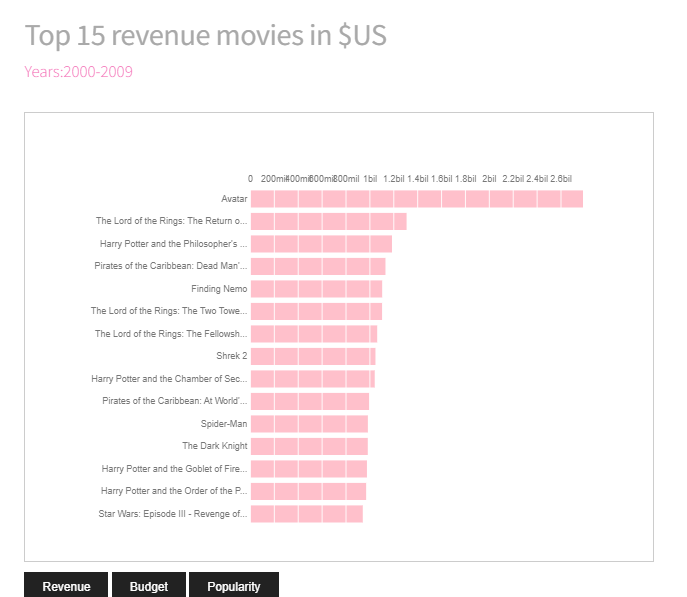 Top 15 revenue movies in $US
Years:2000-2009
0 200mil 400mil 600mil 800mil 1bil 1.2bil 1.4bil 1.6bil 1.8bil 2bil 2.2bil 2.4bil 2.6bil
Avatar
The Lord of the Rings: The Return o...
Harry Potter and the Philosopher's ...
Pirates of the Caribbean: Dead Man'...
Finding Nemo
The Lord of the Rings: The Two Towe...
The Lord of the Rings: The Fellowsh...
Shrek 2
Harry Potter and the Chamber of Sec...
Pirates of the Caribbean: At World'...
Spider-Man
The Dark Knight
Harry Potter and the Goblet of Fire...
Harry Potter and the Order of the P...
Star Wars: Episode III - Revenge of...
Revenue Budget Popularity